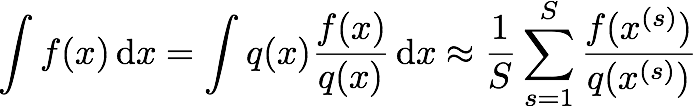 ∫ f(x) dx = ∫ q(x) f(x)/q(x) dx ≈ 1/S ∑_{s=1}^{S} f(x^{(s)})/q(x^{(s)})